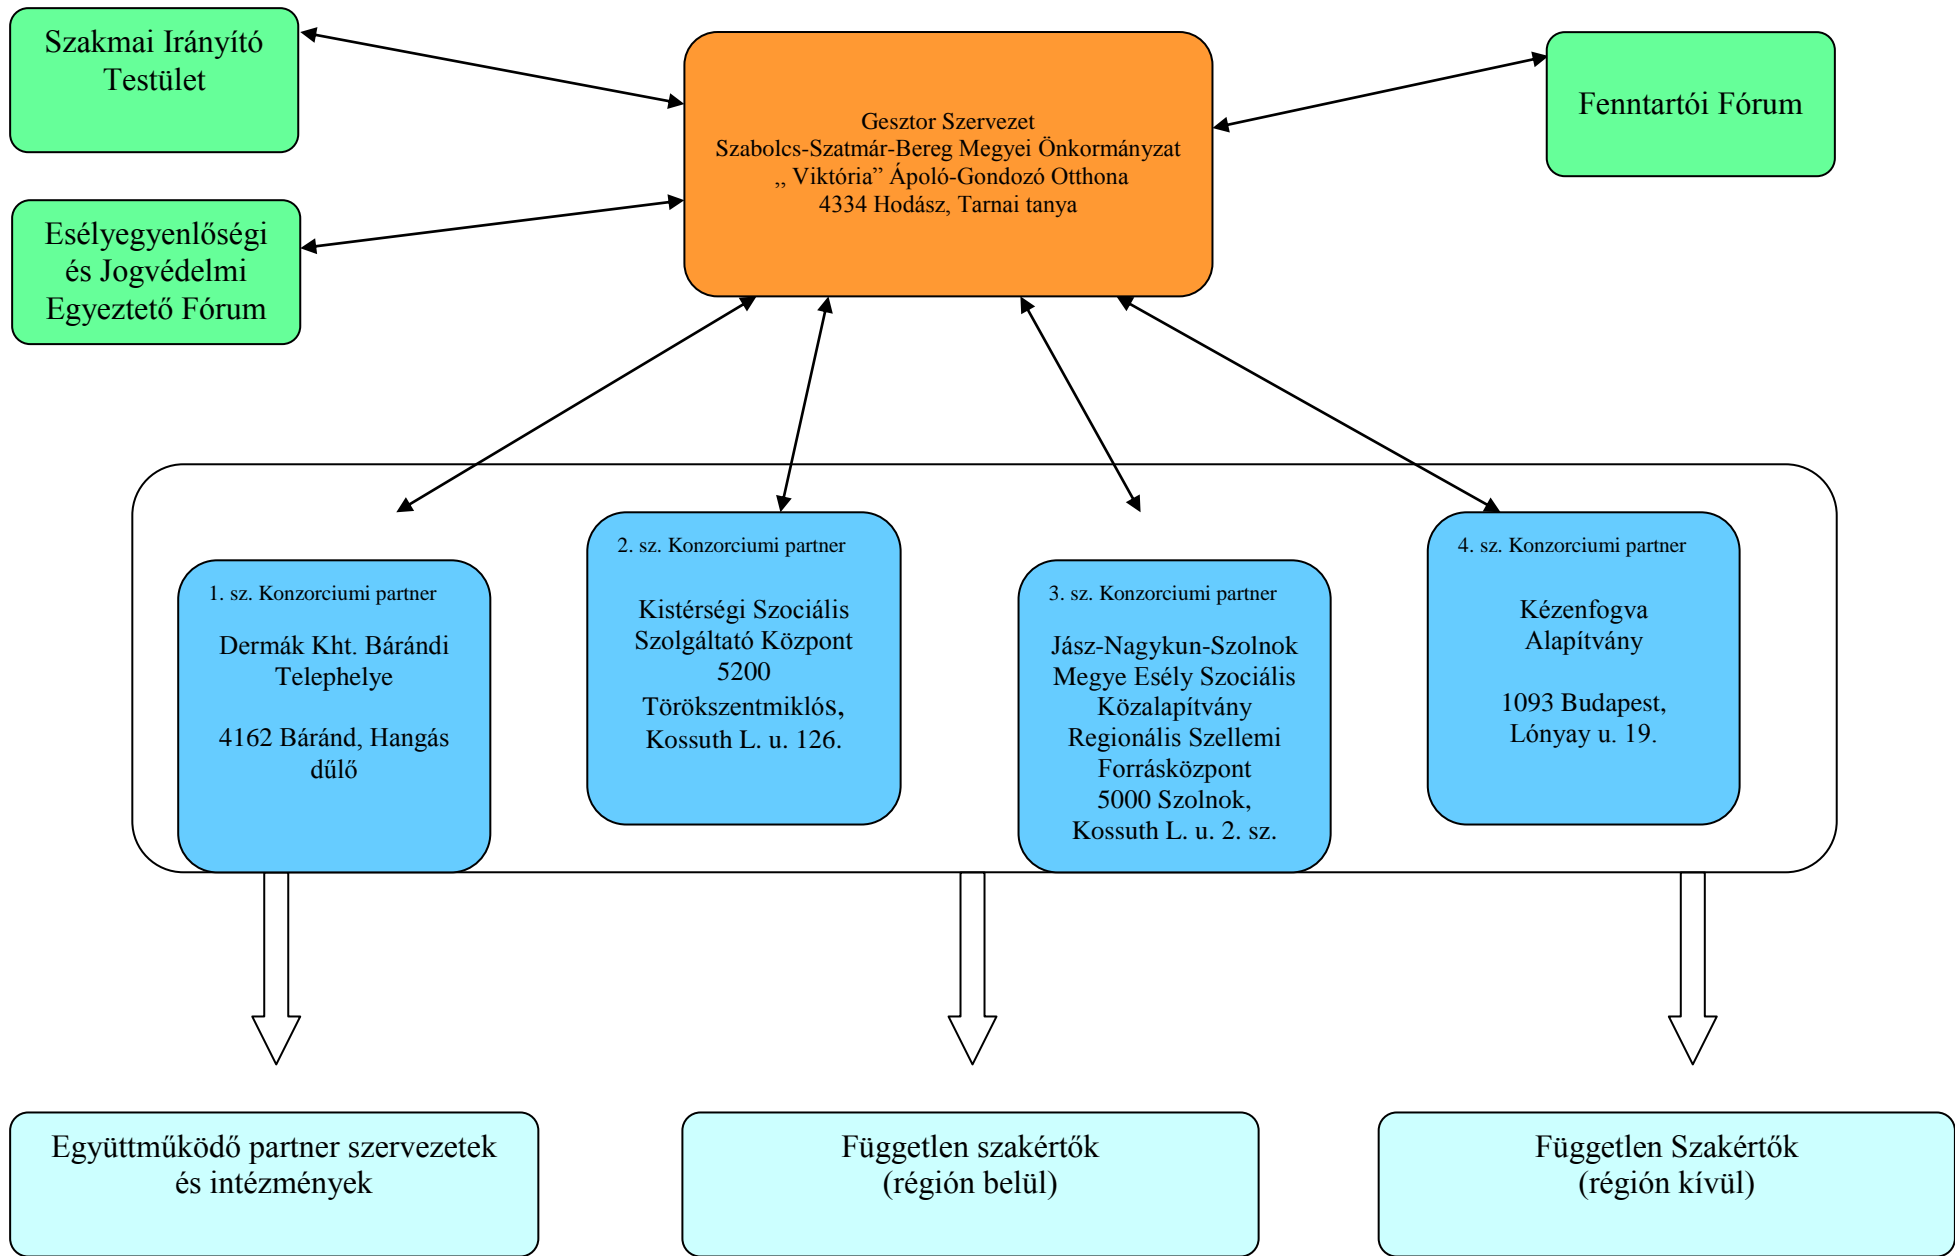 Szakmai Irányító
Testület
Gesztor Szervezet
Szabolcs-Szatmár-Bereg Megyei Önkormányzat
„ Viktória” Ápoló-Gondozó Otthona
4334 Hodász, Tarnai tanya
Fenntartói Fórum
Esélyegyenlőségi
és Jogvédelmi
Egyeztető Fórum
1. sz. Konzorciumi partner
Dermák Kht. Bárándi
Telephelye
4162 Báránd, Hangás
dűlő
2. sz. Konzorciumi partner
Kistérségi Szociális
Szolgáltató Központ
5200
Törökszentmiklós,
Kossuth L. u. 126.
3. sz. Konzorciumi partner
Jász-Nagykun-Szolnok
Megye Esély Szociális
Közalapítvány
Regionális Szellemi
Forrásközpont
5000 Szolnok,
Kossuth L. u. 2. sz.
4. sz. Konzorciumi partner
Kézenfogva
Alapítvány
1093 Budapest,
Lónyay u. 19.
Együttműködő partner szervezetek
és intézmények
Független szakértők
(régión belül)
Független Szakértők
(régión kívül)